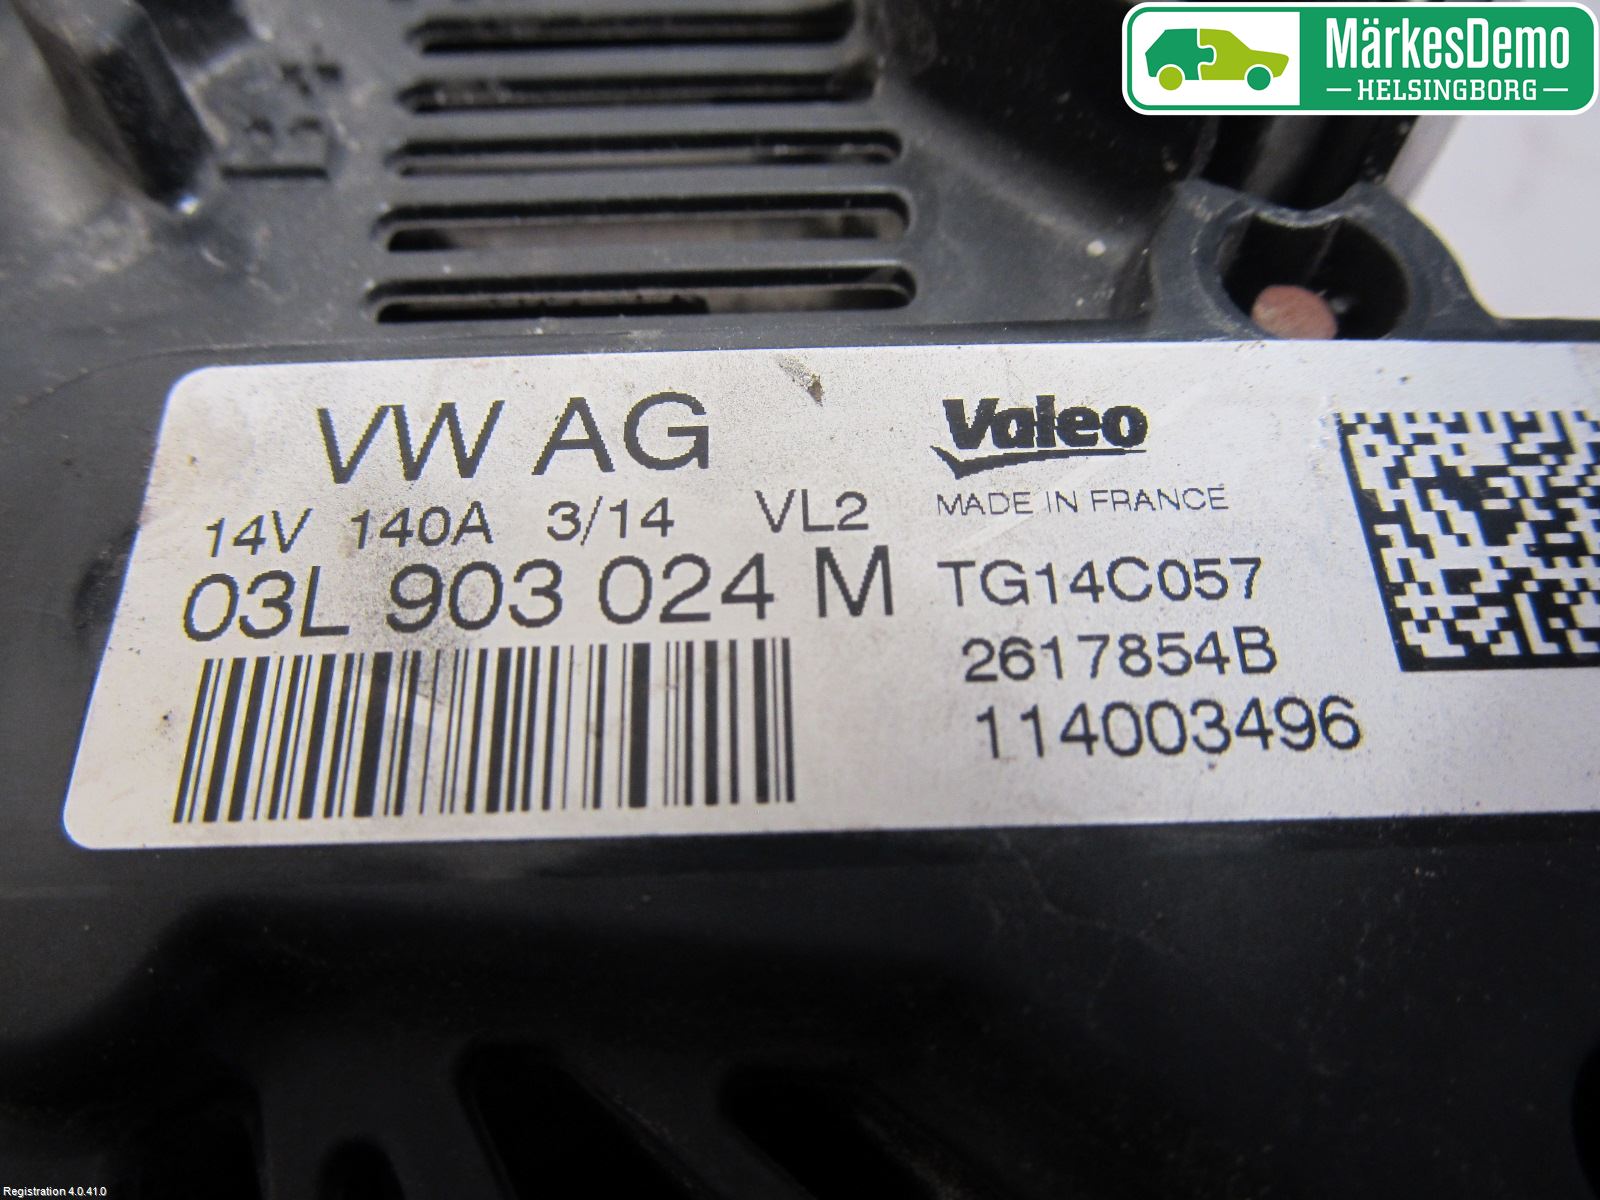 MärkesDemo
HELSINGBORG
VW AG
14V 140A 3/14 VL2
03L 903 024 M
Valeo
MADE IN FRANCE
TG14C057
2617854B
114003496
Registration 4.0.41.0